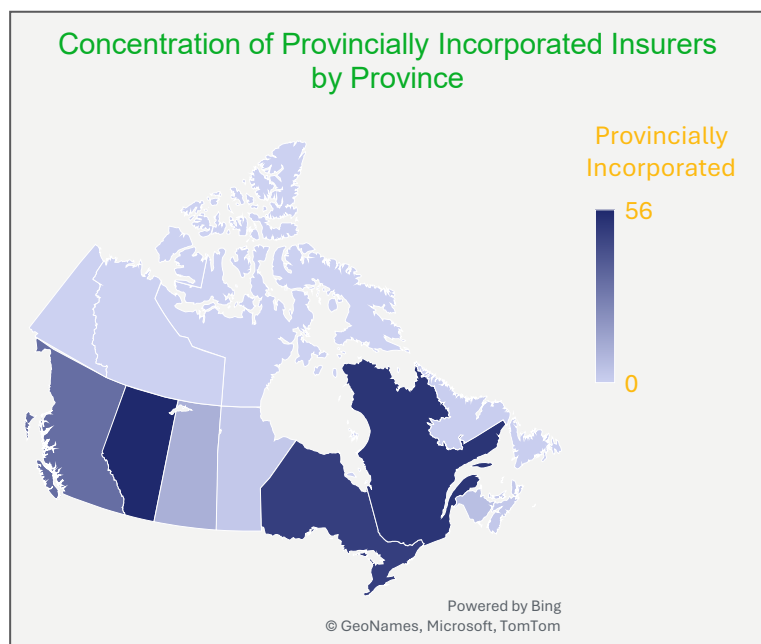 Concentration of Provincially Incorporated Insurers
by Province
Provincially
Incorporated
56
0
Powered by Bing
© GeoNames, Microsoft, TomTom